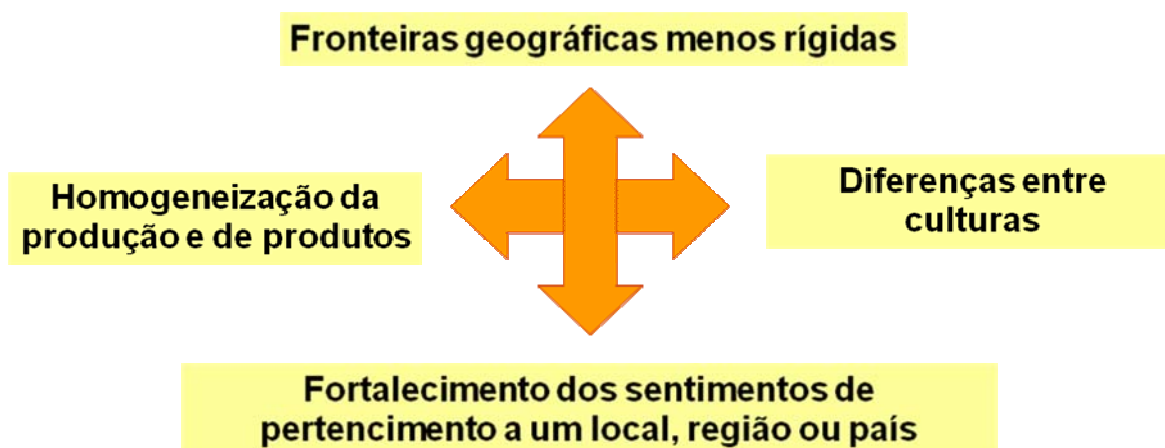 Fronteiras geográficas menos rígidas
Homogeneização da
produção e de produtos
Diferenças entre
culturas
Fortalecimento dos sentimentos de
pertencimento a um local, região ou país